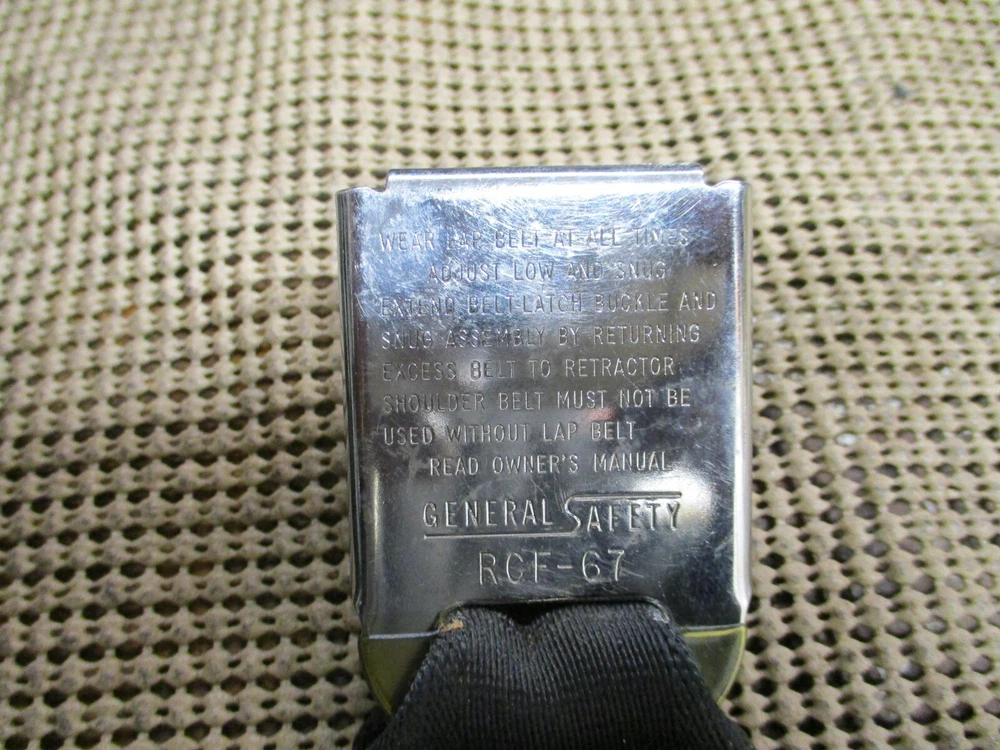 WEAR LAP BELT AT ALL TIMES
ADJUST LOW AND SNUG
EXTEND BELT-LATCH BUCKLE AND
SNUG ASSEMBLY BY RETURNING
EXCESS BELT TO RETRACTOR
SHOULDER BELT MUST NOT BE
USED WITHOUT LAP BELT
READ OWNER'S MANUAL
GENERAL SAFETY
RCF-67